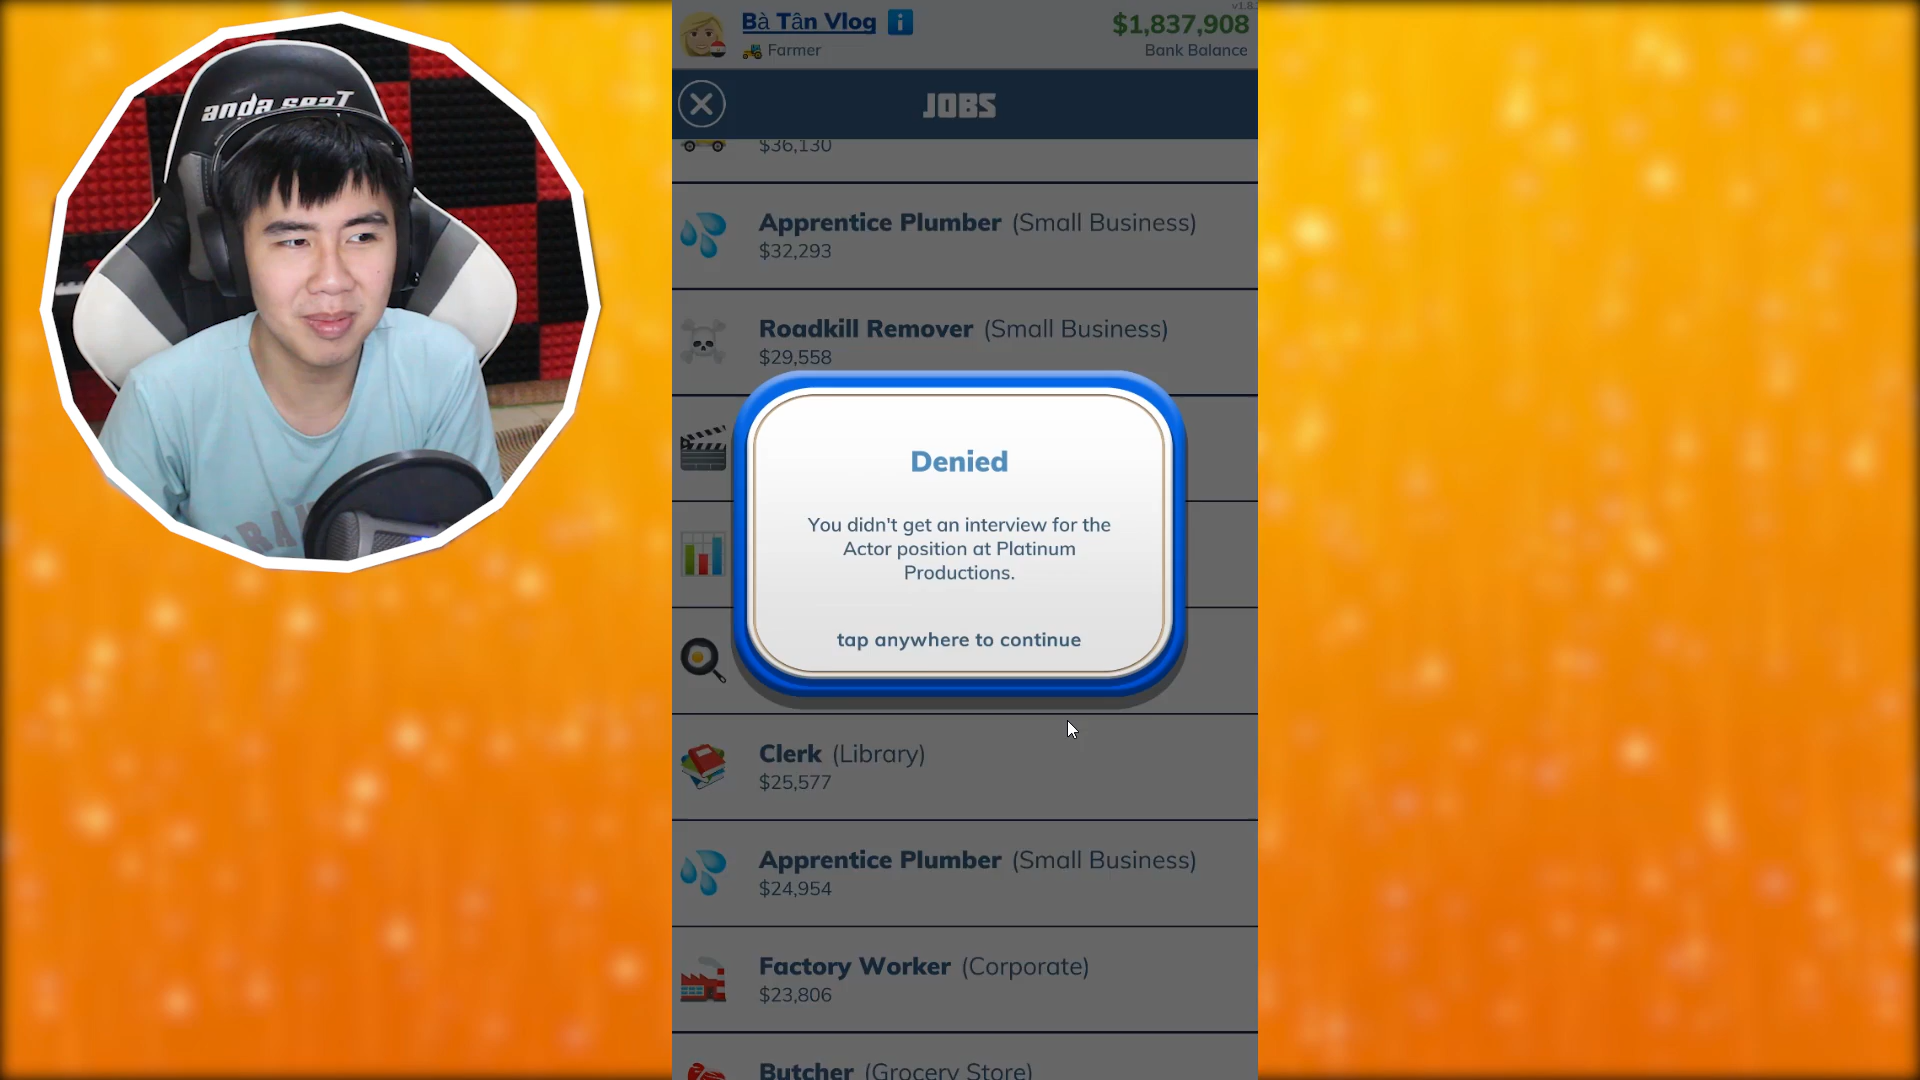 anda seaT
Bà Tân Vlog i
Farmer
v1.8.
$1,837,908
Bank Balance
JOBS
$36,130
Apprentice Plumber (Small Business)
$32,293
Roadkill Remover (Small Business)
$29,558
Denied
You didn't get an interview for the
Actor position at Platinum
Productions.
tap anywhere to continue
Clerk (Library)
$25,577
Apprentice Plumber (Small Business)
$24,954
Factory Worker (Corporate)
$23,806
Butcher (Grocery Store)